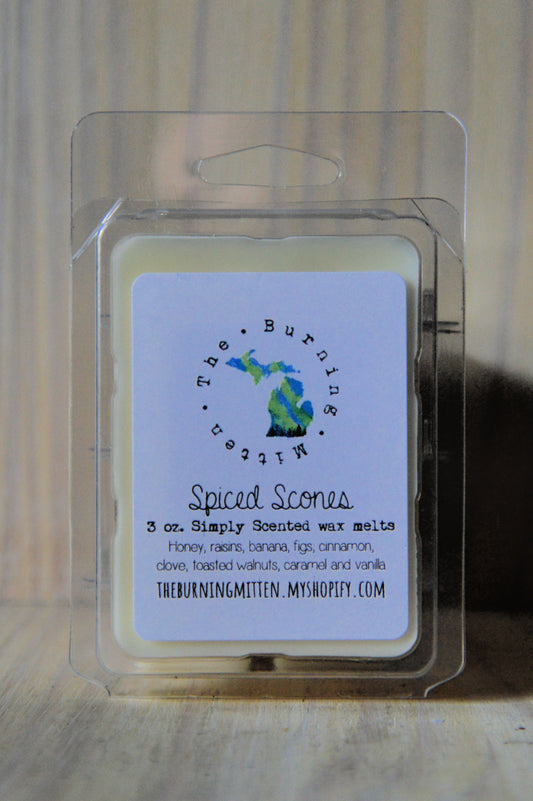 The • Burning • Mitten •
Spiced Scones
3 oz. Simply Scented wax melts
Honey, raisins, banana, figs, cinnamon,
clove, toasted walnuts, caramel and vanilla
THEBURNINGMITTEN.MYSHOPIFY.COM